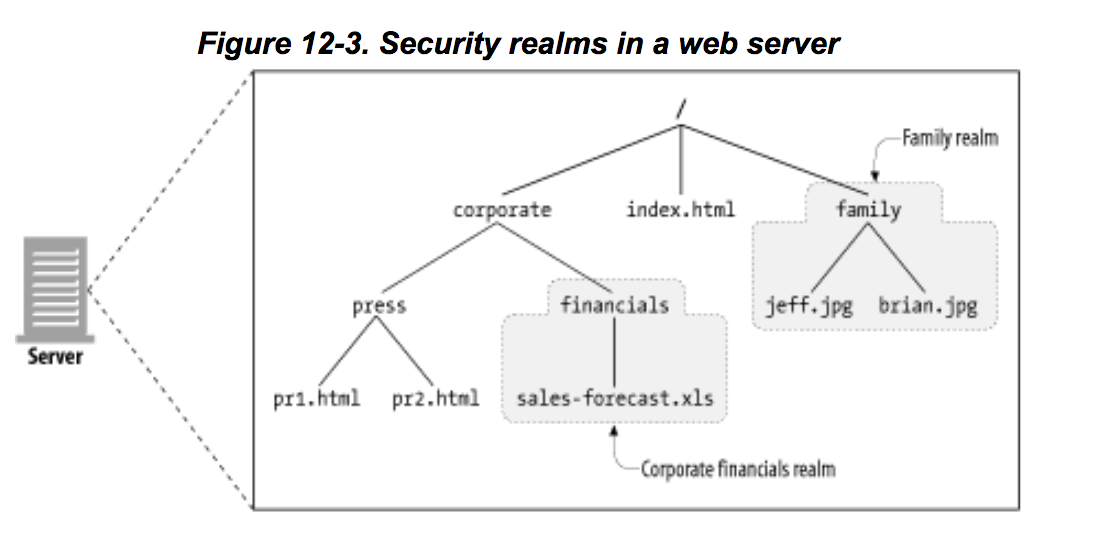 Figure 12-3. Security realms in a web server
/
Family realm
corporate
index.html
family
press
financials
jeff.jpg
brian.jpg
Server
pr1.html
pr2.html
sales-forecast.xls
Corporate financials realm